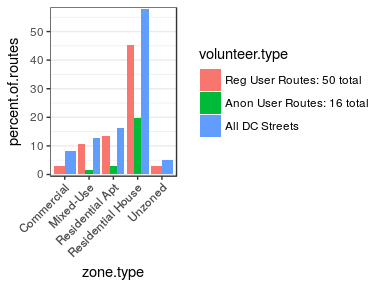 percent.of.routes
50
40
30
20
10
0
Commercial
Mixed-Use
Residential Apt
Residential House
Unzoned
zone.type
volunteer.type
Reg User Routes: 50 total
Anon User Routes: 16 total
All DC Streets